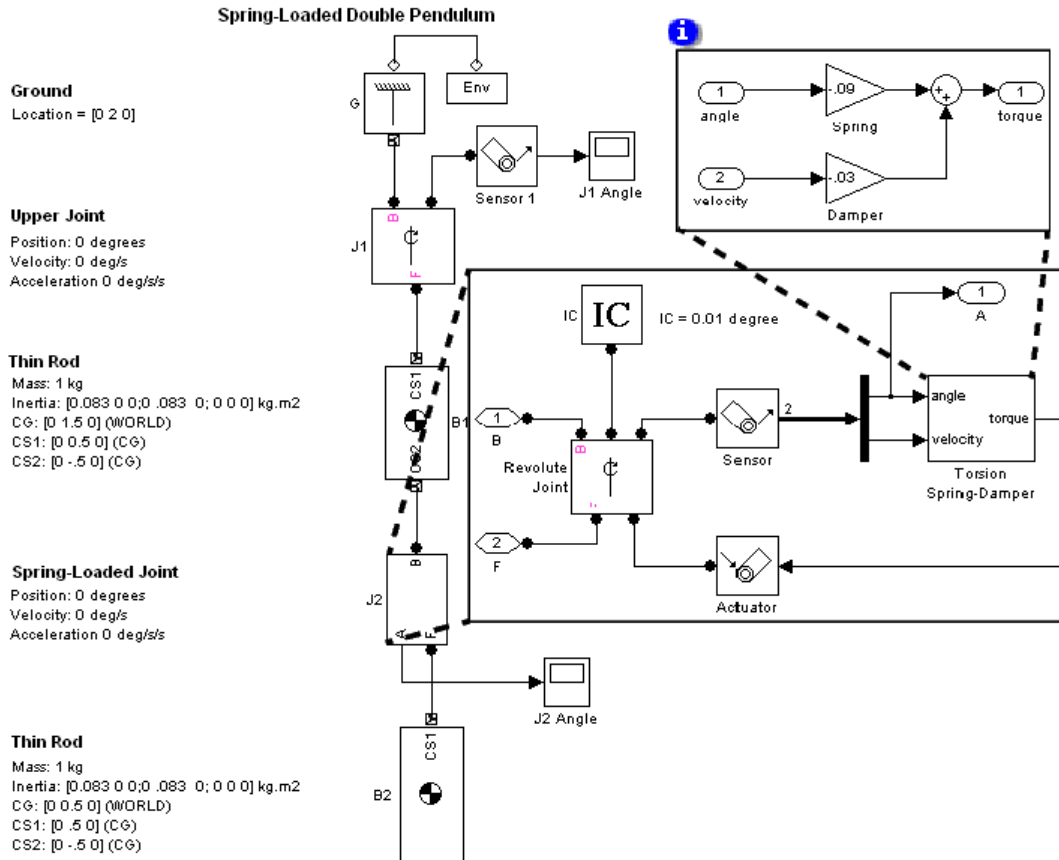 Spring-Loaded Double Pendulum
i
Ground
Location = [0 2 0]
G
Env
Sensor 1
J1 Angle
1
angle
-.09
Spring
+
+
1
torque
2
velocity
-.03
Damper
Upper Joint
Position: 0 degrees
Velocity: 0 deg/s
Acceleration 0 deg/s/s
J1
B
F
IC
IC
IC = 0.01 degree
1
A
Thin Rod
Mass: 1 kg
Inertia: [0.083 0 0;0 .083 0; 0 0 0] kg.m2
CG: [0 1.5 0] (WORLD)
CS1: [0 0.5 0] (CG)
CS2: [0 -.5 0] (CG)
CS1
CS2
B1
1
B
Revolute
Joint
B
F
2
F
Sensor
2
angle
velocity
torque
Torsion
Spring-Damper
Actuator
Spring-Loaded Joint
Position: 0 degrees
Velocity: 0 deg/s
Acceleration 0 deg/s/s
J2
B
A
F
J2 Angle
Thin Rod
Mass: 1 kg
Inertia: [0.083 0 0;0 .083 0; 0 0 0] kg.m2
CG: [0 0.5 0] (WORLD)
CS1: [0 .5 0] (CG)
CS2: [0 -.5 0] (CG)
CS1
B2